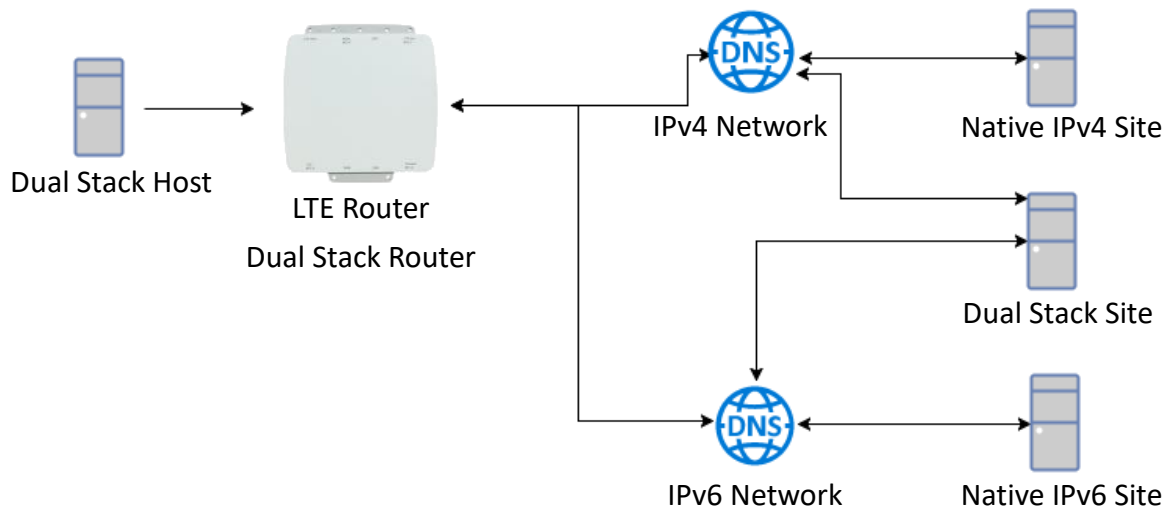 DNS
IPv4 Network
Native IPv4 Site
Dual Stack Host
LTE Router
Dual Stack Router
Dual Stack Site
DNS
IPv6 Network
Native IPv6 Site